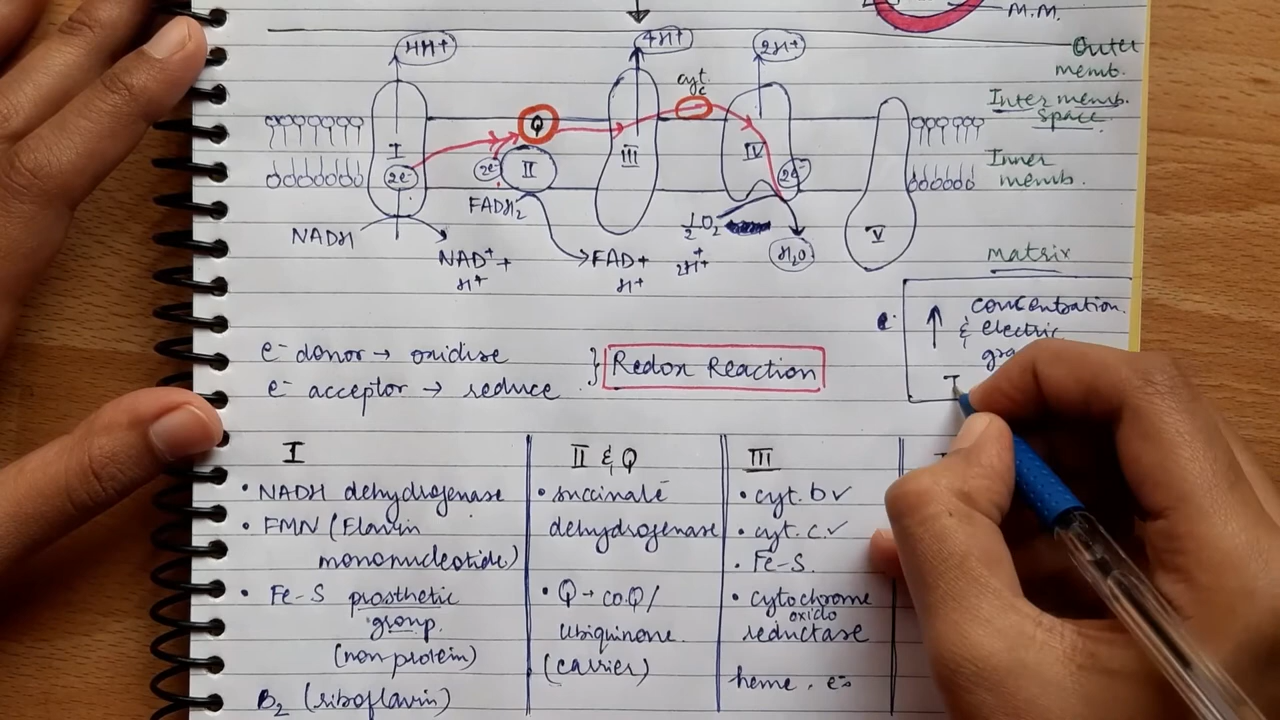 M.M.
4H+
4H+
2H+
Outer
memb.
cyt.
c
Inter memb.
space
Q
I
III
IV
Inner
memb.
2e-
2e-
II
2e-
FADH2
NADH
1/2 O2
V
NAD+ +
H+
FAD+
H+
2H+
H2O
matrix
e-
↑ concentration
& electric
e- donor → oxidise
e- acceptor → reduce
} Redox Reaction
I
• NADH dehydrogenase
• FMN (Flavin
mononucleotide)
• Fe-S prosthetic
group.
(non protein)
B2 (riboflavin)
II & Q
• succinate
dehydrogenase
• Q → co.Q/
Ubiquinone.
(carrier)
III
• cyt. b ✓
• cyt. c. ✓
• Fe-S.
• cytochrome
oxido
reductase
heme.